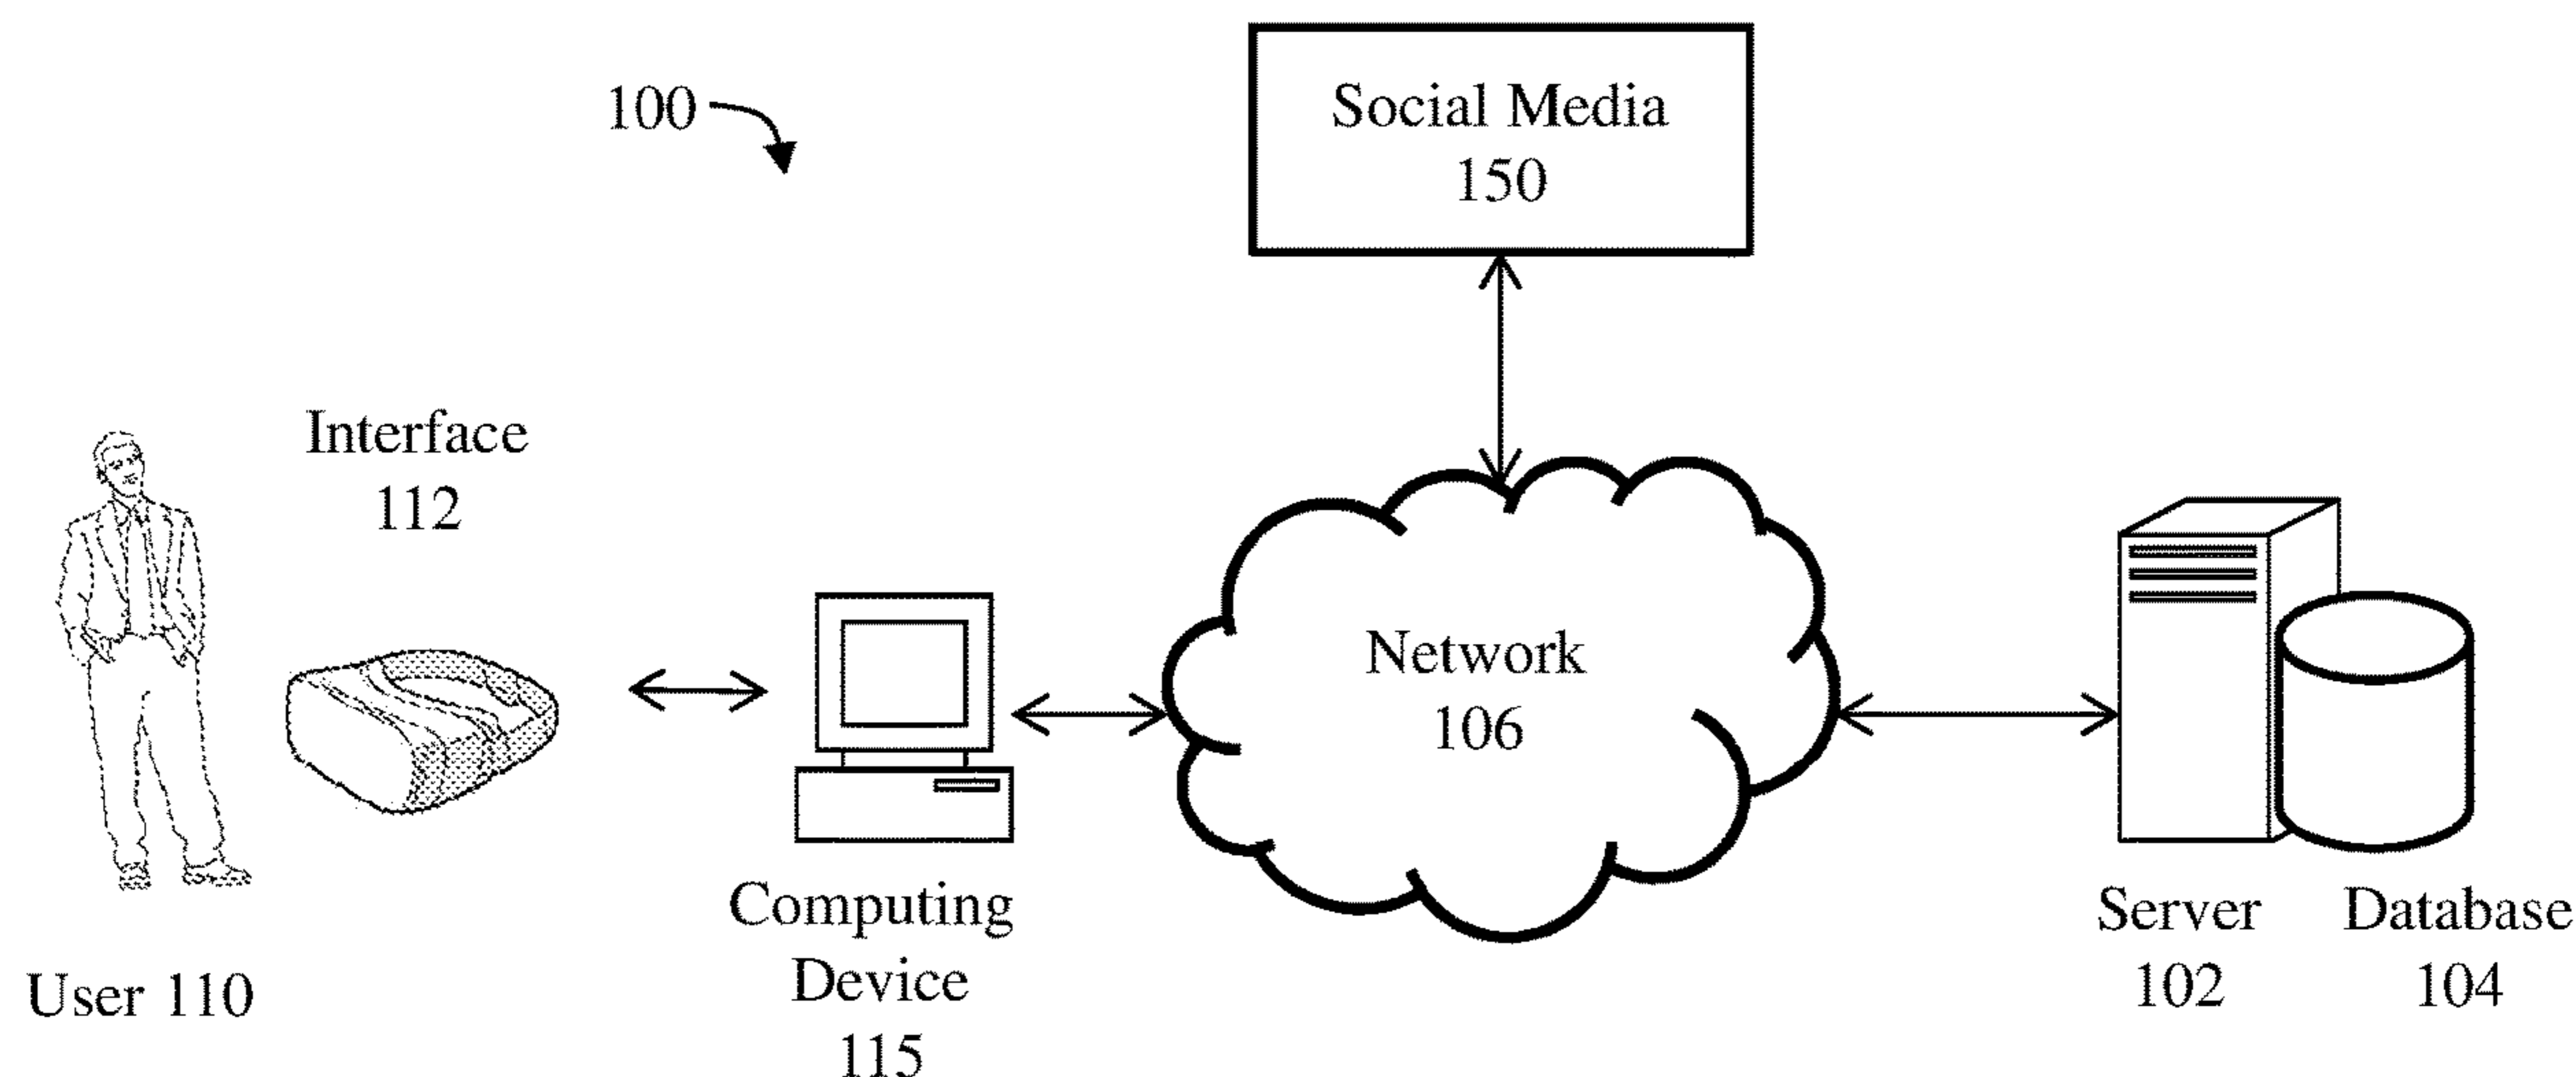 100
Social Media
150
Interface
112
Network
106
Computing
Device
115
User 110
Server
102
Database
104